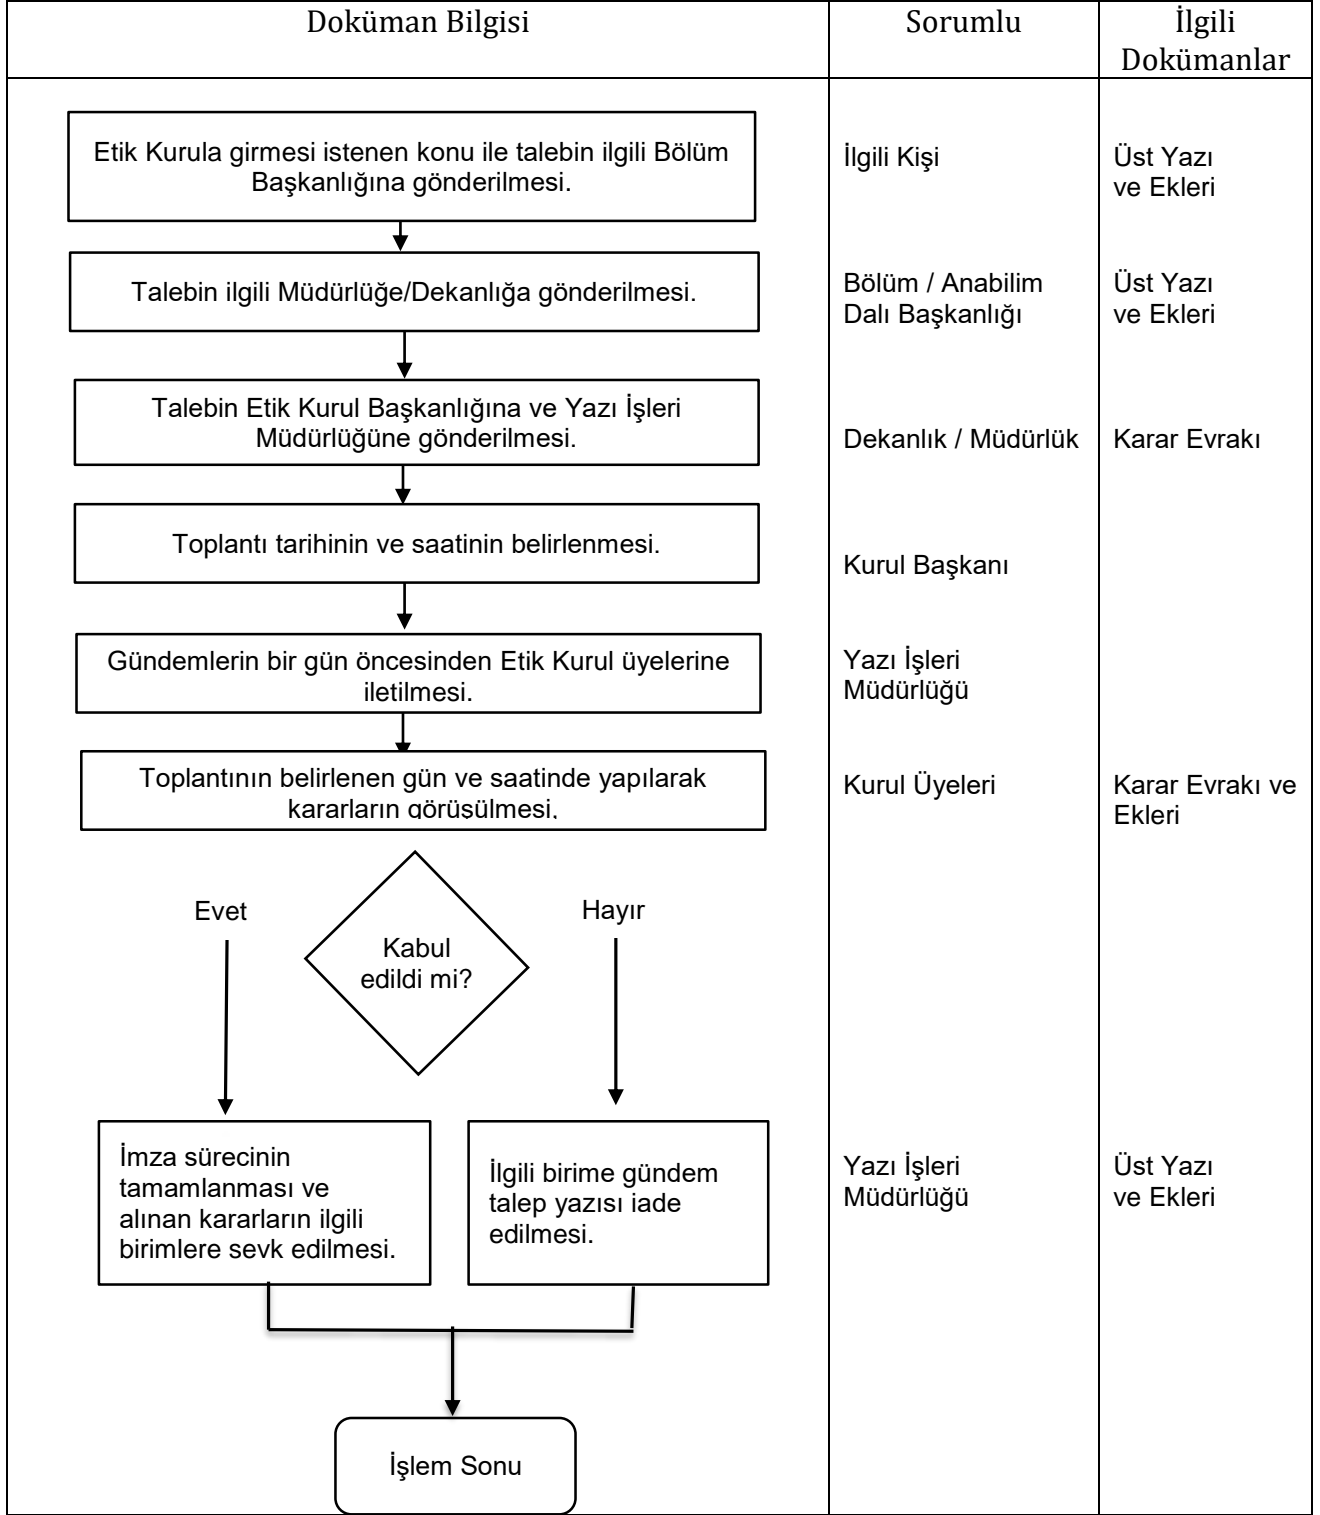 Doküman Bilgisi
Sorumlu
İlgili
Dokümanlar
Etik Kurula girmesi istenen konu ile talebin ilgili Bölüm
Başkanlığına gönderilmesi.
İlgili Kişi
Üst Yazı
ve Ekleri
Talebin ilgili Müdürlüğe/Dekanlığa gönderilmesi.
Bölüm / Anabilim
Dalı Başkanlığı
Üst Yazı
ve Ekleri
Talebin Etik Kurul Başkanlığına ve Yazı İşleri
Müdürlüğüne gönderilmesi.
Dekanlık / Müdürlük
Karar Evrakı
Toplantı tarihinin ve saatinin belirlenmesi.
Kurul Başkanı
Gündemlerin bir gün öncesinden Etik Kurul üyelerine
iletilmesi.
Yazı İşleri
Müdürlüğü
Toplantının belirlenen gün ve saatinde yapılarak
kararların görüşülmesi.
Kurul Üyeleri
Karar Evrakı ve
Ekleri
Evet
Hayır
Kabul
edildi mi?
İmza sürecinin
tamamlanması ve
alınan kararların ilgili
birimlere sevk edilmesi.
İlgili birime gündem
talep yazısı iade
edilmesi.
Yazı İşleri
Müdürlüğü
Üst Yazı
ve Ekleri
İşlem Sonu